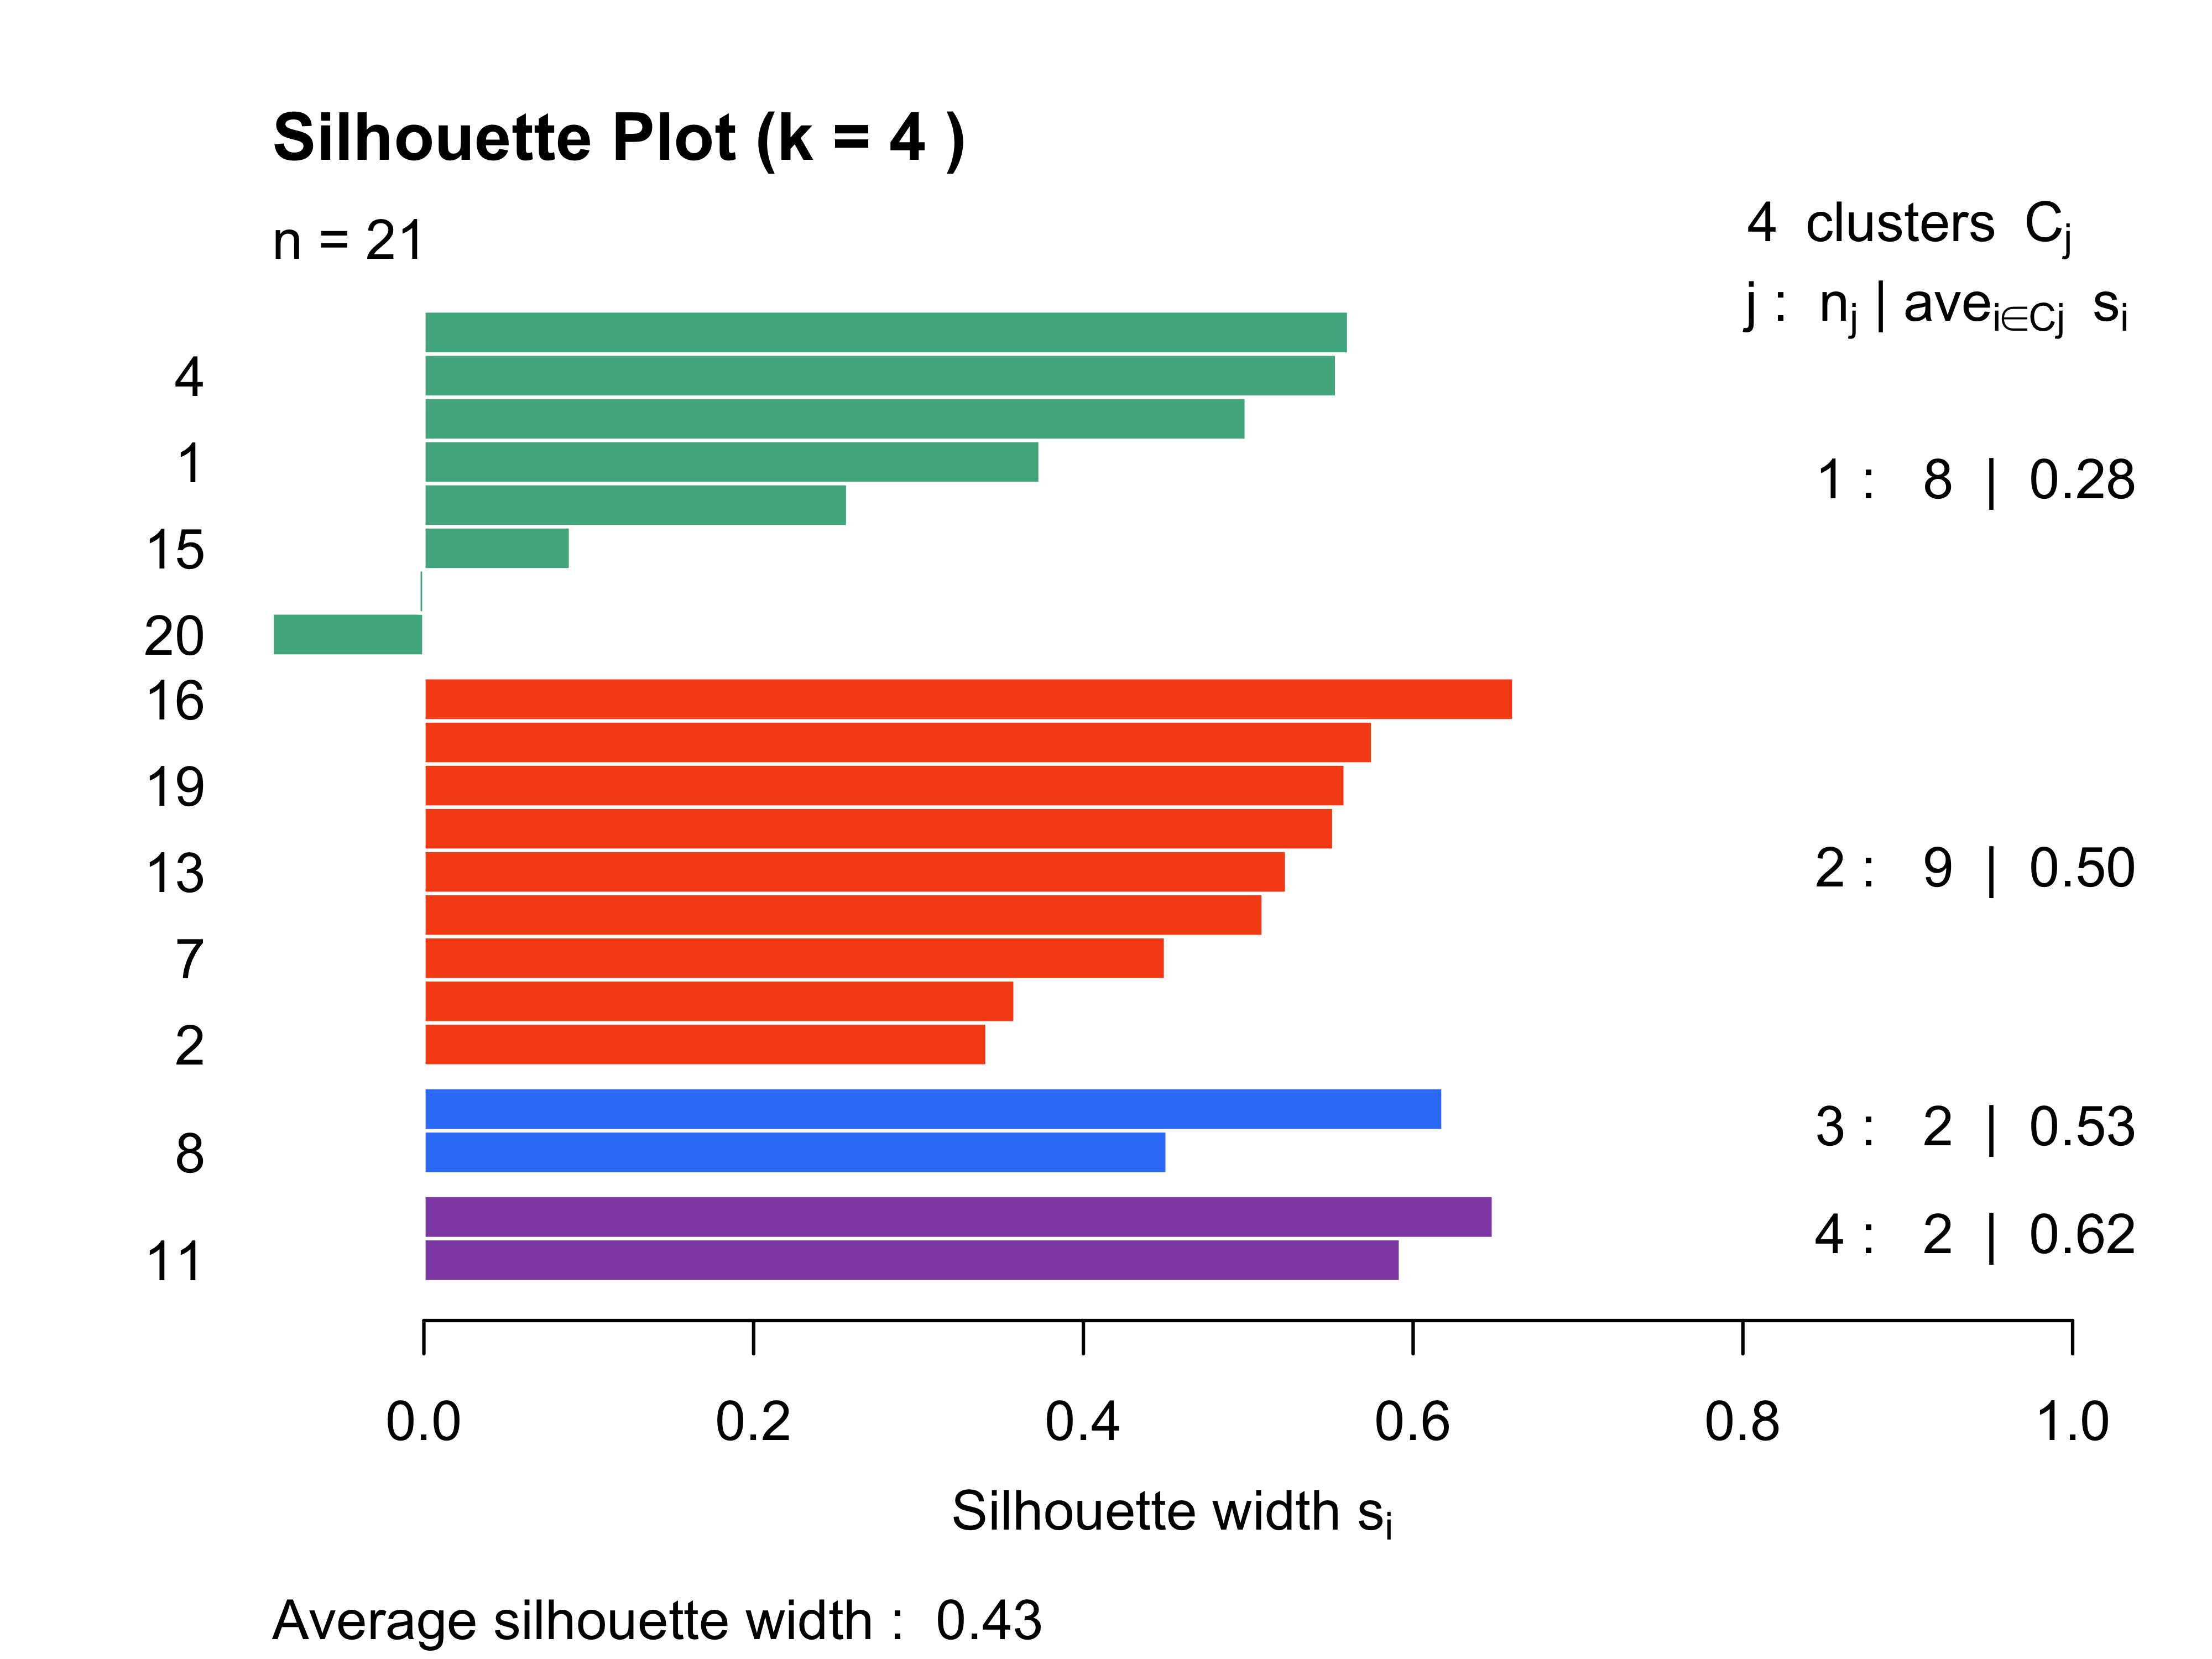 Silhouette Plot (k = 4 )
n = 21
4 clusters Cj
j : nj | avei∈Cj si
4
1
1 : 8 | 0.28
15
20
16
19
13
2 : 9 | 0.50
7
2
3 : 2 | 0.53
8
4 : 2 | 0.62
11
0.0 0.2 0.4 0.6 0.8 1.0
Silhouette width si
Average silhouette width : 0.43